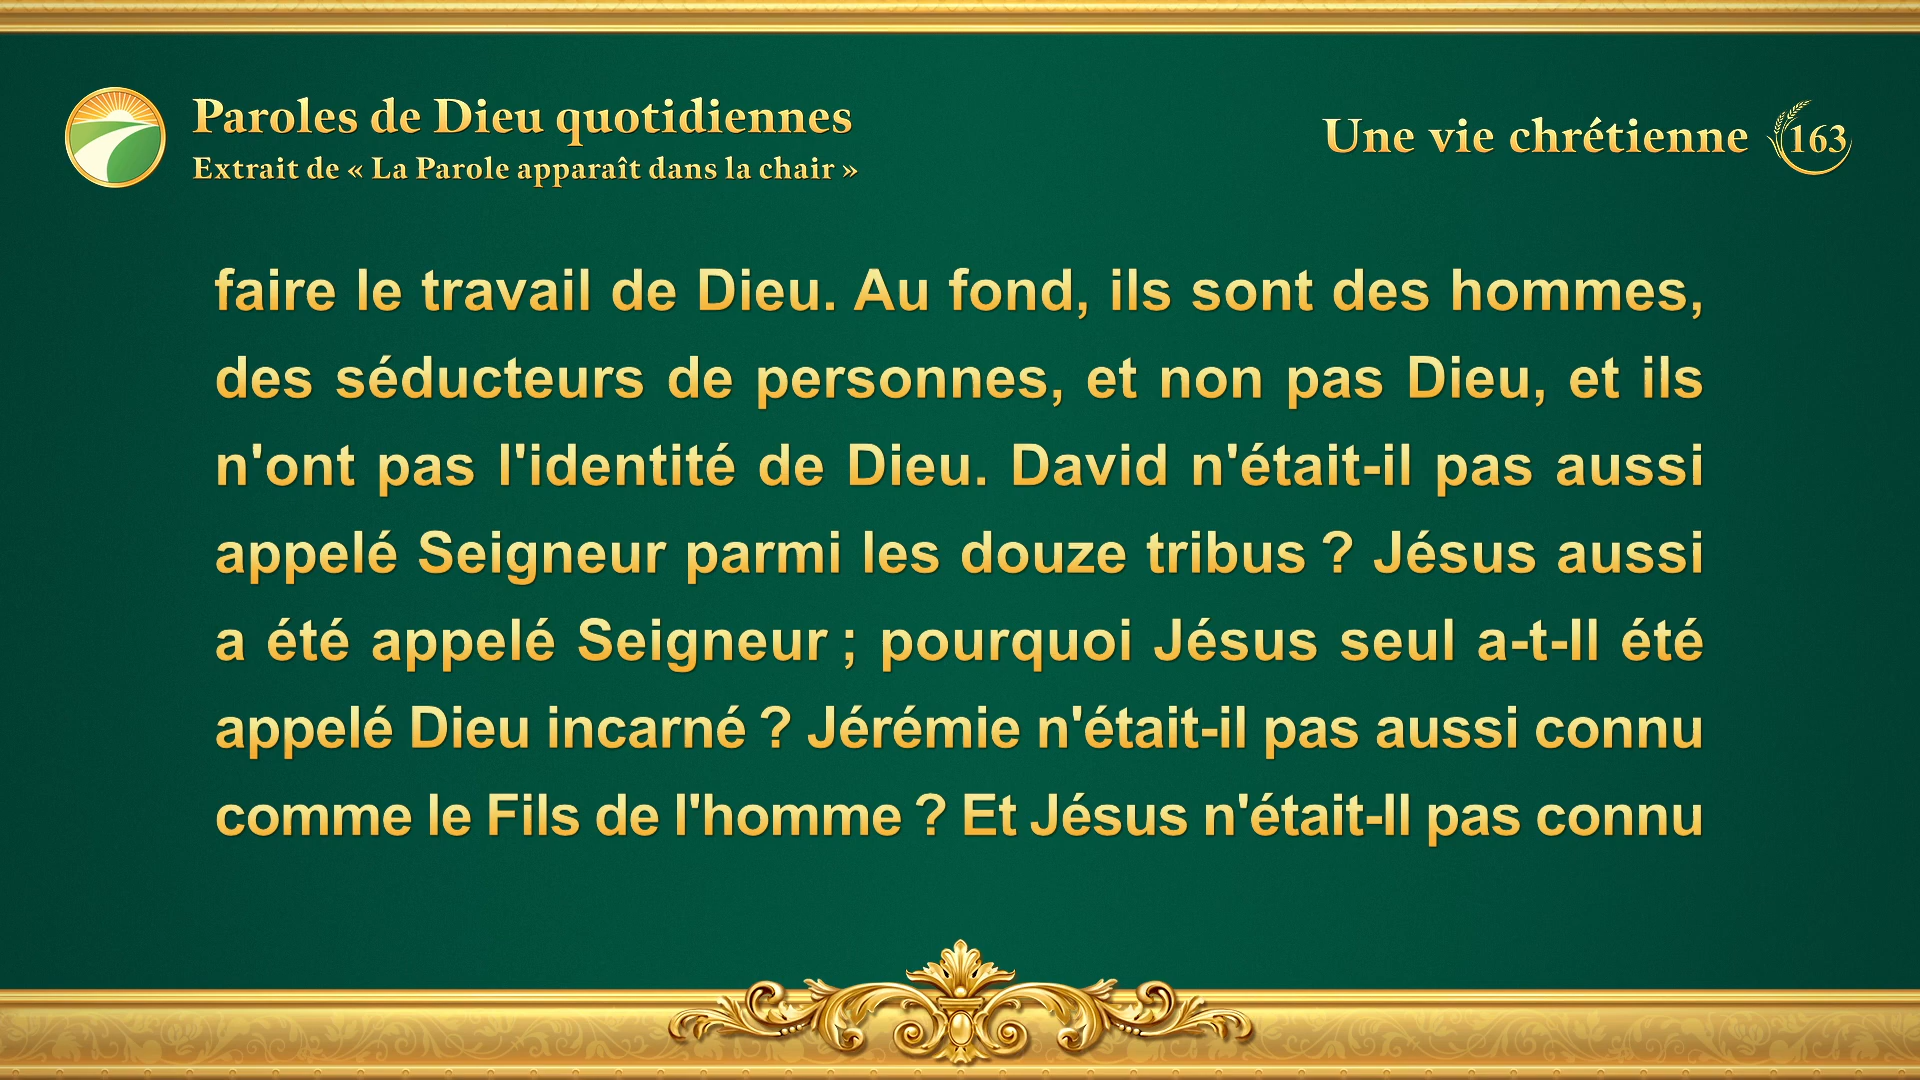 Paroles de Dieu quotidiennes
Extrait de « La Parole apparaît dans la chair »
Une vie chrétienne 163
faire le travail de Dieu. Au fond, ils sont des hommes,
des séducteurs de personnes, et non pas Dieu, et ils
n'ont pas l'identité de Dieu. David n'était-il pas aussi
appelé Seigneur parmi les douze tribus ? Jésus aussi
a été appelé Seigneur ; pourquoi Jésus seul a-t-Il été
appelé Dieu incarné ? Jérémie n'était-il pas aussi connu
comme le Fils de l'homme ? Et Jésus n'était-Il pas connu